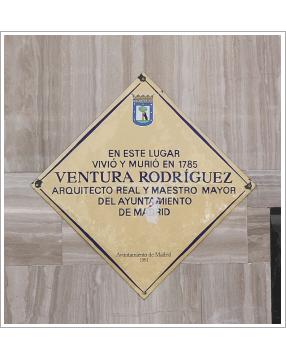 EN ESTE LUGAR
VIVIÓ Y MURIÓ EN 1785
VENTURA RODRÍGUEZ
ARQUITECTO REAL Y MAESTRO MAYOR
DEL AYUNTAMIENTO
DE MADRID
Ayuntamiento de Madrid
1991